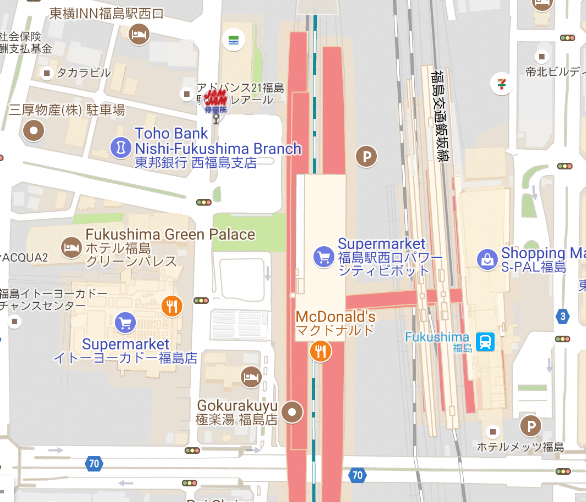 東横INN福島駅西口
社会保険
酬支払基金
タカラビル
アドバンス21福島
レアール
停留所
帝北ビルディ
三厚物産(株) 駐車場
Toho Bank
Nishi-Fukushima Branch
東邦銀行 西福島支店
福島交通飯坂線
P
Fukushima Green Palace
ホテル福島
グリーンパレス
ACQUA2
Supermarket
福島駅西口パワー
シティピボット
Shopping Ma
S-PAL福島
福島イトーヨーカドー
チャンスセンター
McDonald's
マクドナルド
3
Supermarket
イトーヨーカドー福島店
Fukushima
福島
Gokurakuyu
極楽湯 福島店
P
ホテルメッツ福島
70
70